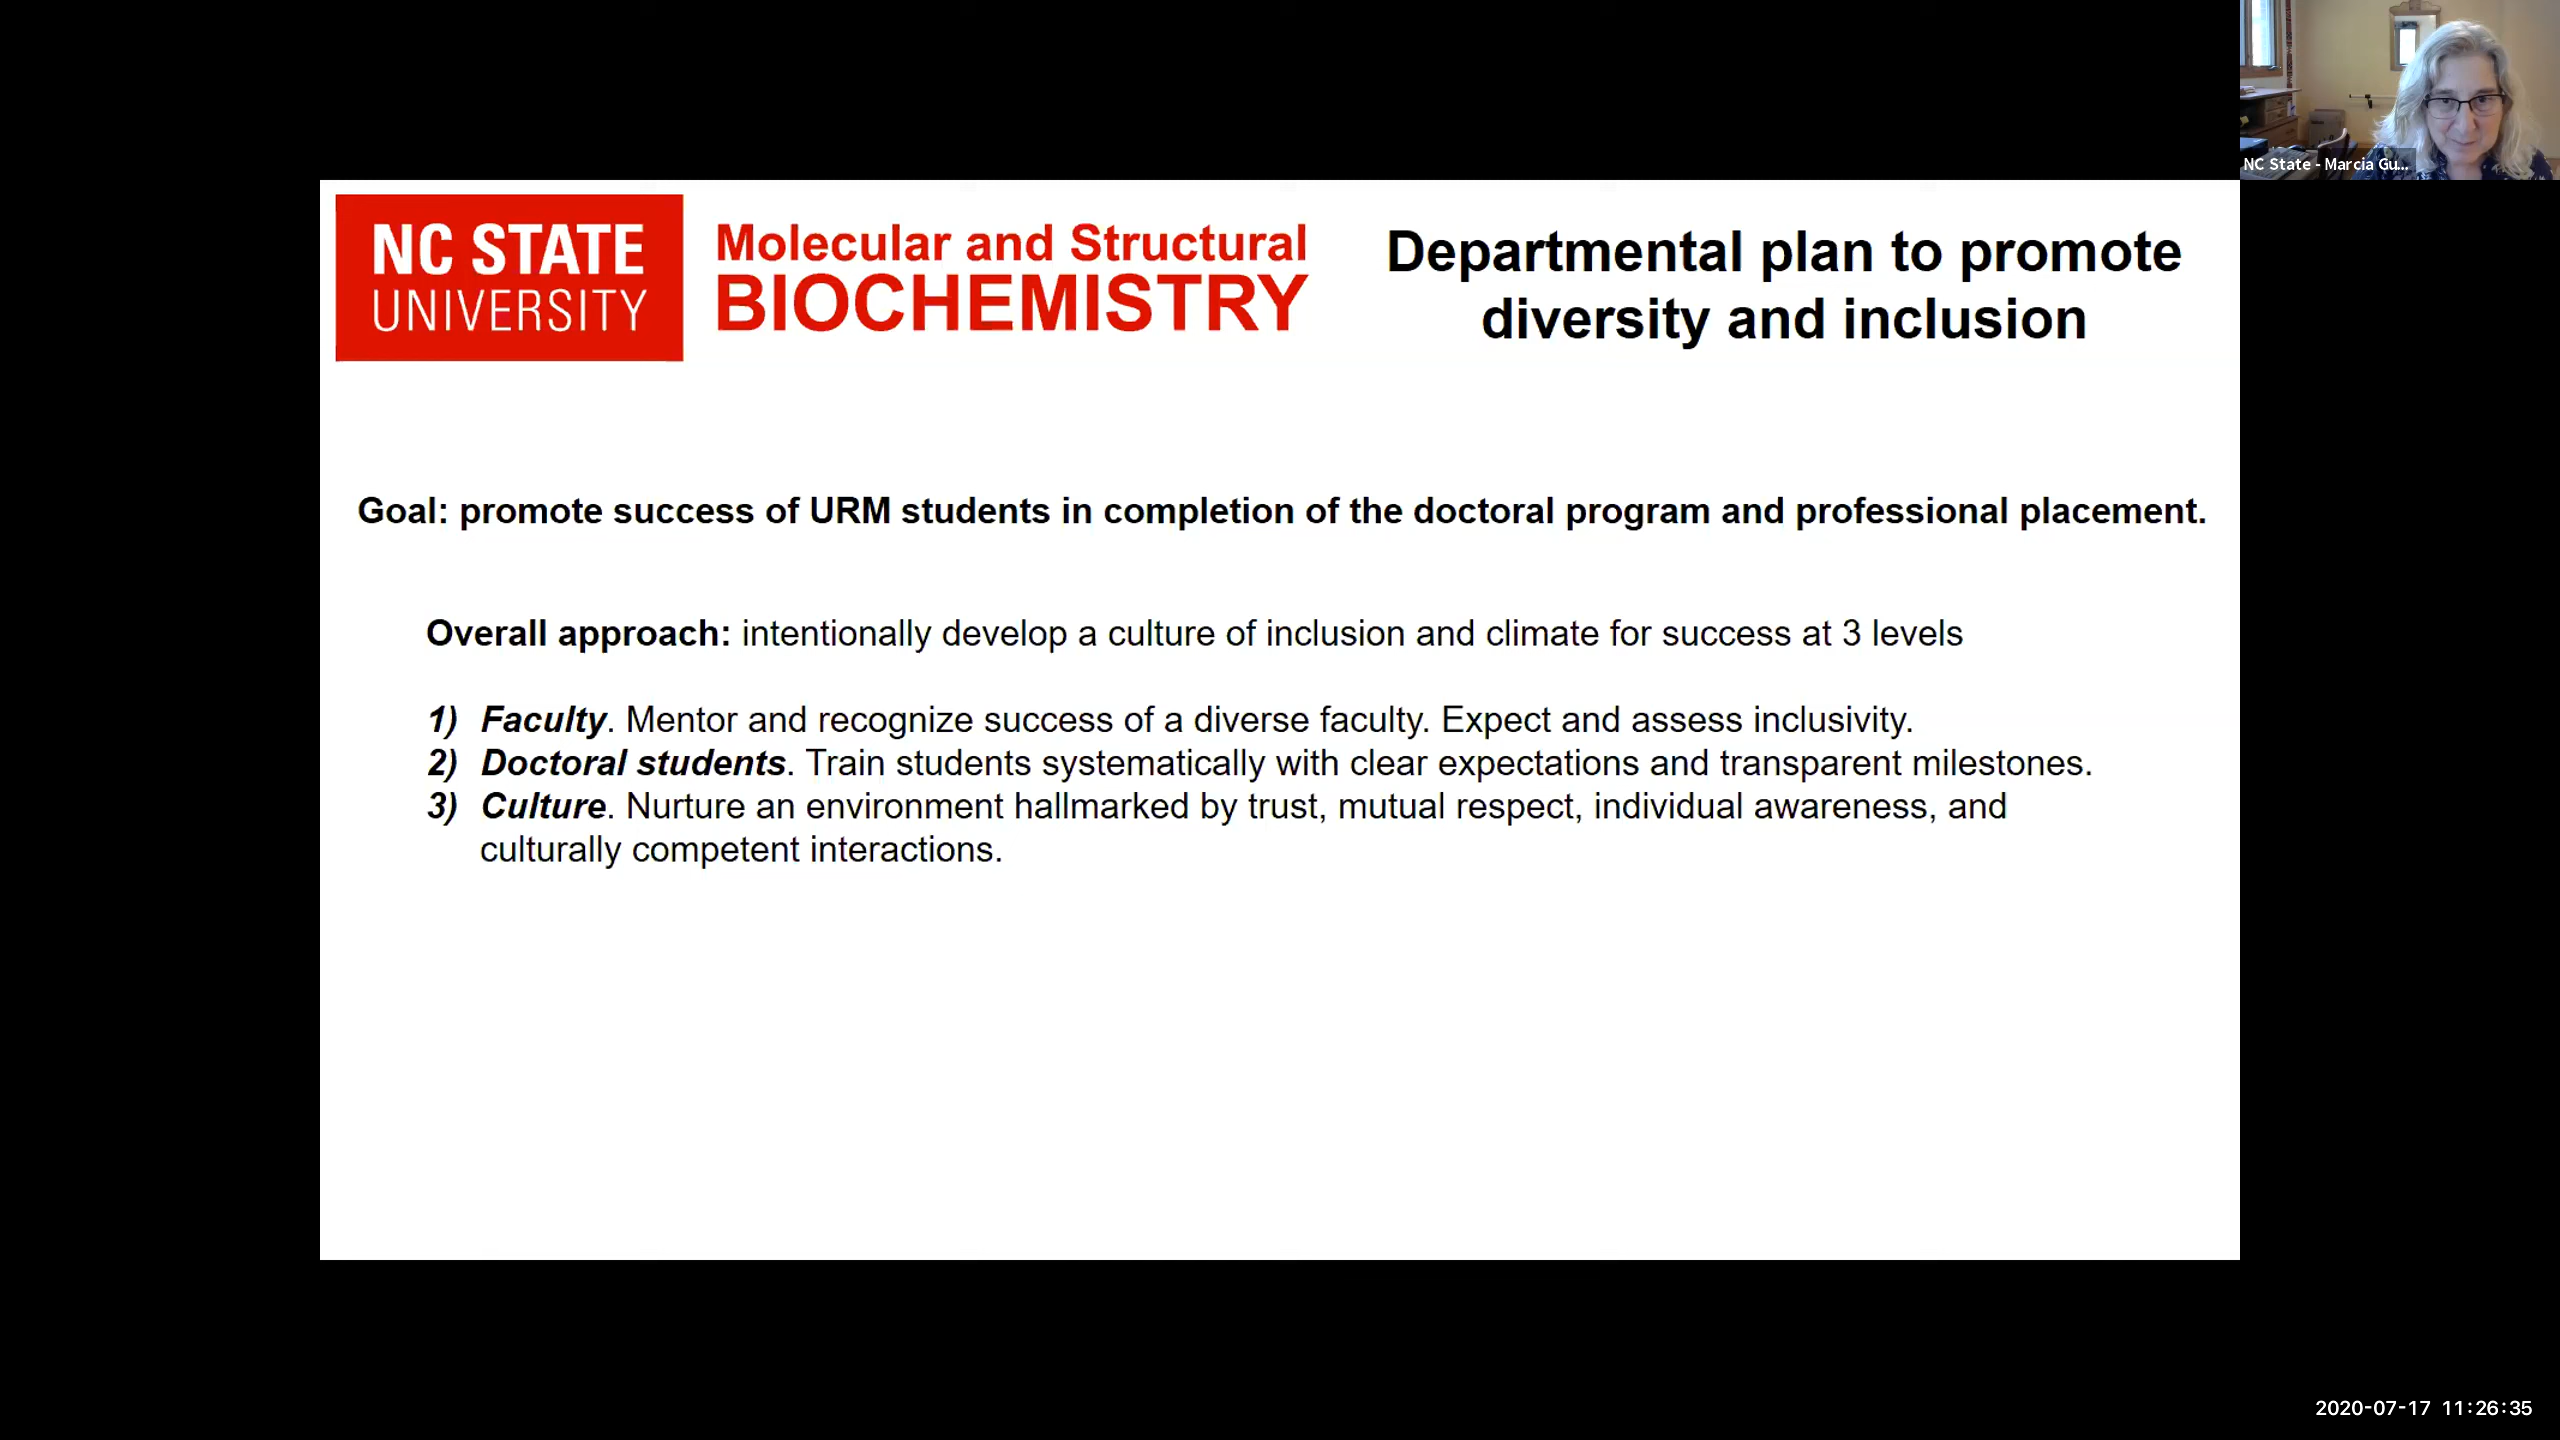 NC State - Marcia Gu...
NC STATE
UNIVERSITY
Molecular and Structural
BIOCHEMISTRY
Departmental plan to promote
diversity and inclusion
Goal: promote success of URM students in completion of the doctoral program and professional placement.
Overall approach: intentionally develop a culture of inclusion and climate for success at 3 levels
1) Faculty. Mentor and recognize success of a diverse faculty. Expect and assess inclusivity.
2) Doctoral students. Train students systematically with clear expectations and transparent milestones.
3) Culture. Nurture an environment hallmarked by trust, mutual respect, individual awareness, and
culturally competent interactions.
2020-07-17 11:26:35